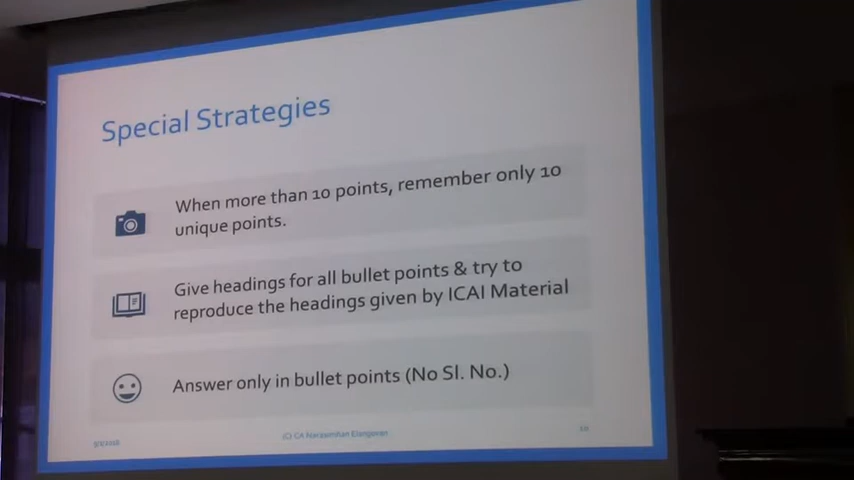 Special Strategies
When more than 10 points, remember only 10
unique points.
Give headings for all bullet points & try to
reproduce the headings given by ICAI Material
Answer only in bullet points (No Sl. No.)
(C) CA Narasimhan Elangovan